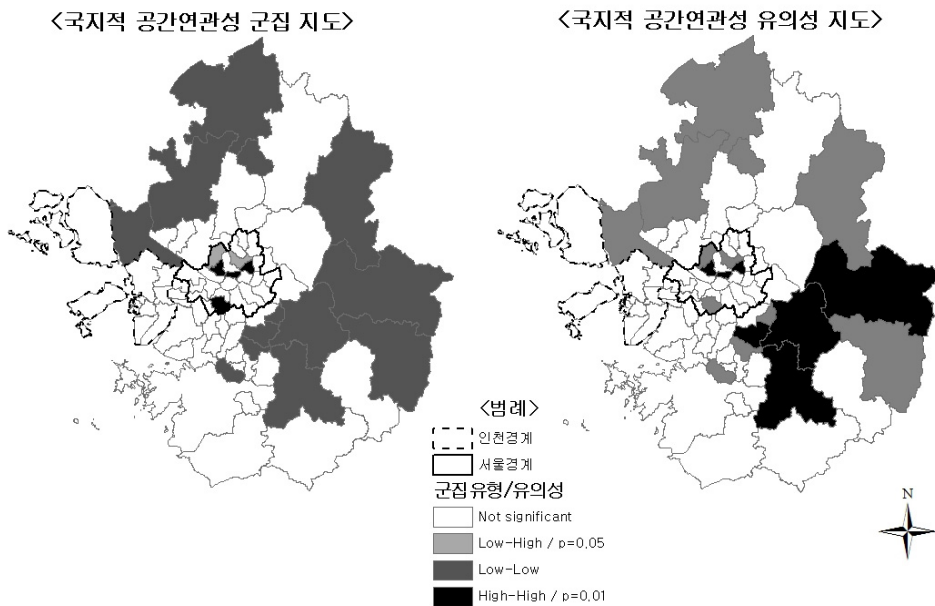 <국지적 공간연관성 군집 지도>
<국지적 공간연관성 유의성 지도>
<범례>
인천경계
서울경계
군집유형/유의성
Not significant
Low-High / p=0.05
Low-Low
High-High / p=0.01
N